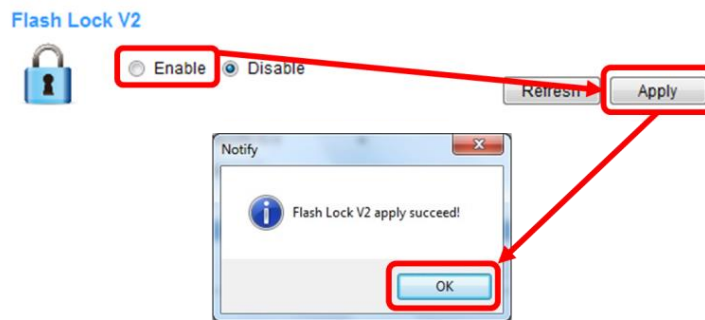 Flash Lock V2
Enable Disable
Refresh Apply
Notify
Flash Lock V2 apply succeed!
OK